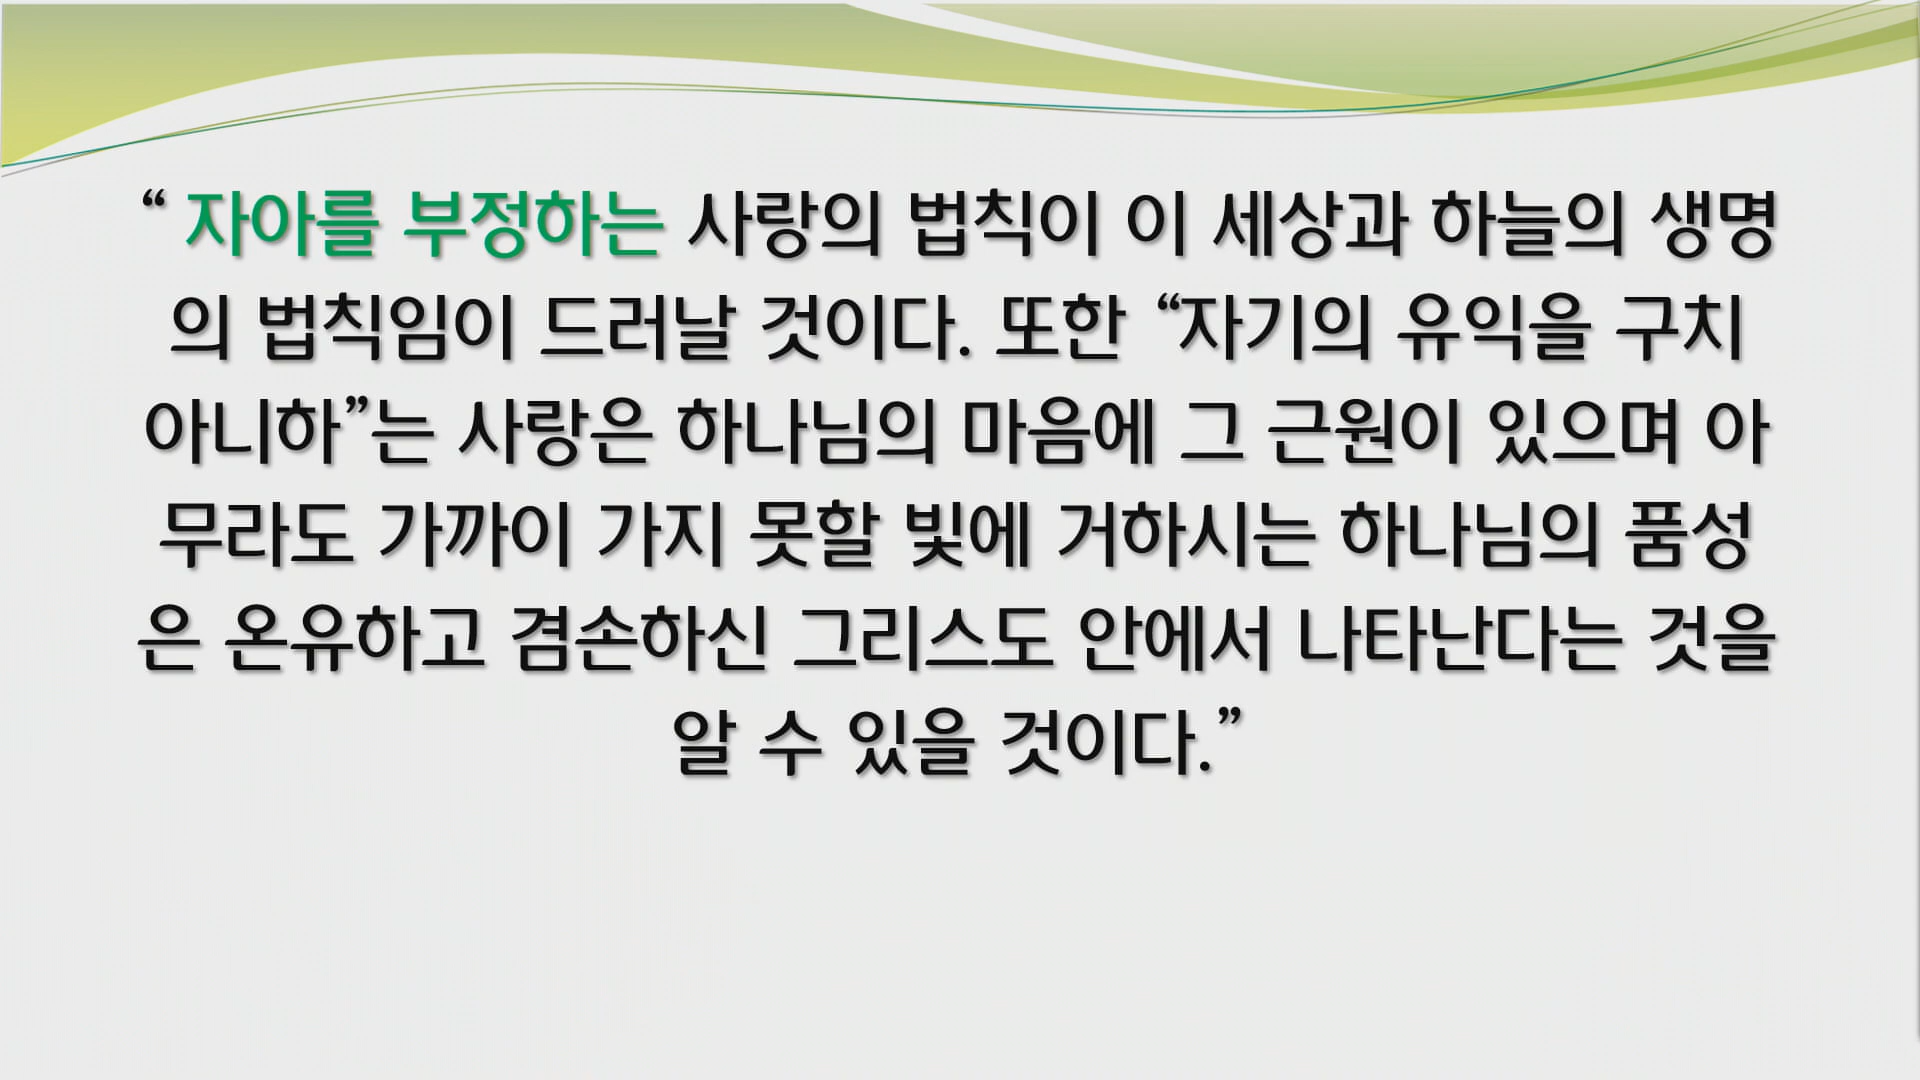 “ 자아를 부정하는 사랑의 법칙이 이 세상과 하늘의 생명
의 법칙임이 드러날 것이다. 또한 “자기의 유익을 구치
아니하”는 사랑은 하나님의 마음에 그 근원이 있으며 아
무라도 가까이 가지 못할 빛에 거하시는 하나님의 품성
은 온유하고 겸손하신 그리스도 안에서 나타난다는 것을
알 수 있을 것이다.”